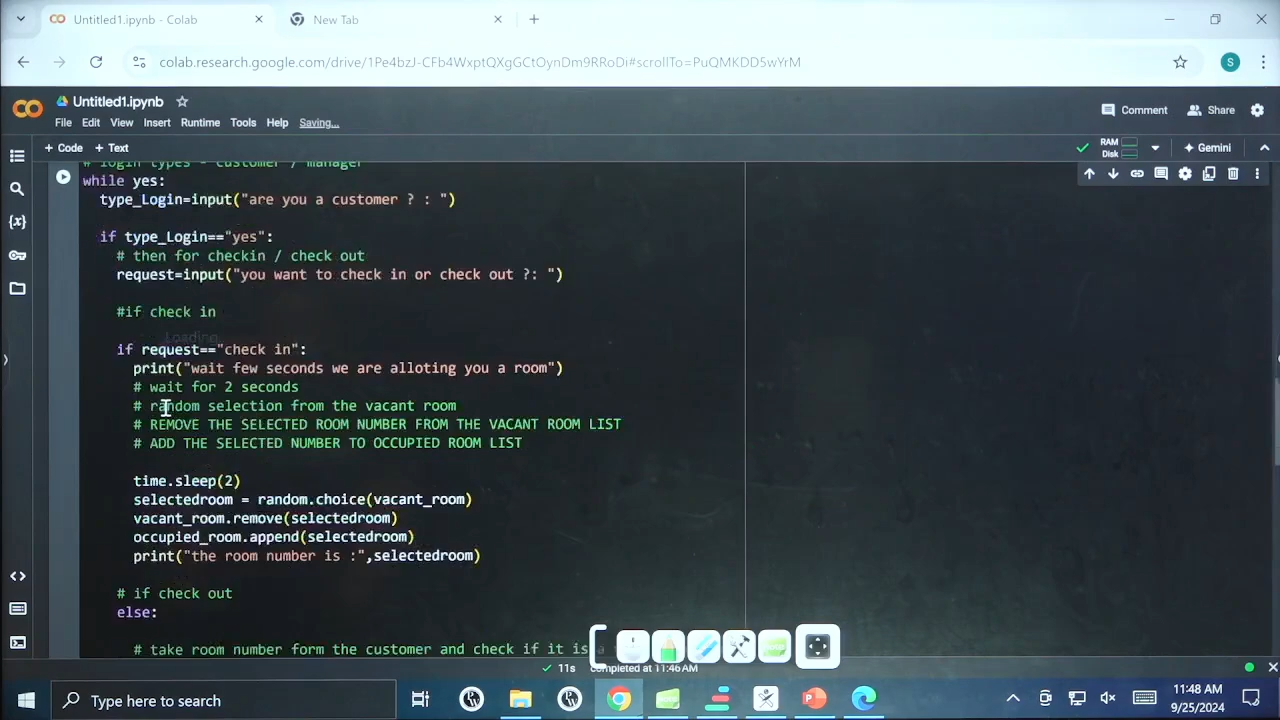 Untitled1.ipynb - Colab
New Tab
colab.research.google.com/drive/1Pe4bzJ-CFb4WxptQXgGCtOynDm9RRoDi#scrollTo=PuQMKDD5wYrM
S
Untitled1.ipynb
Comment
Share
File Edit View Insert Runtime Tools Help Saving...
+ Code + Text
RAM
Disk
Gemini
# login types - customer / manager
while yes:
type_Login=input("are you a customer ? : ")
if type_Login=="yes":
# then for checkin / check out
request=input("you want to check in or check out ?: ")
#if check in
Loading...
if request=="check in":
print("wait few seconds we are alloting you a room")
# wait for 2 seconds
# random selection from the vacant room
# REMOVE THE SELECTED ROOM NUMBER FROM THE VACANT ROOM LIST
# ADD THE SELECTED NUMBER TO OCCUPIED ROOM LIST
time.sleep(2)
selectedroom = random.choice(vacant_room)
vacant_room.remove(selectedroom)
occupied_room.append(selectedroom)
print("the room number is :",selectedroom)
# if check out
else:
# take room number form the customer and check if it is a
11s completed at 11:46 AM
Type here to search
11:48 AM
9/25/2024